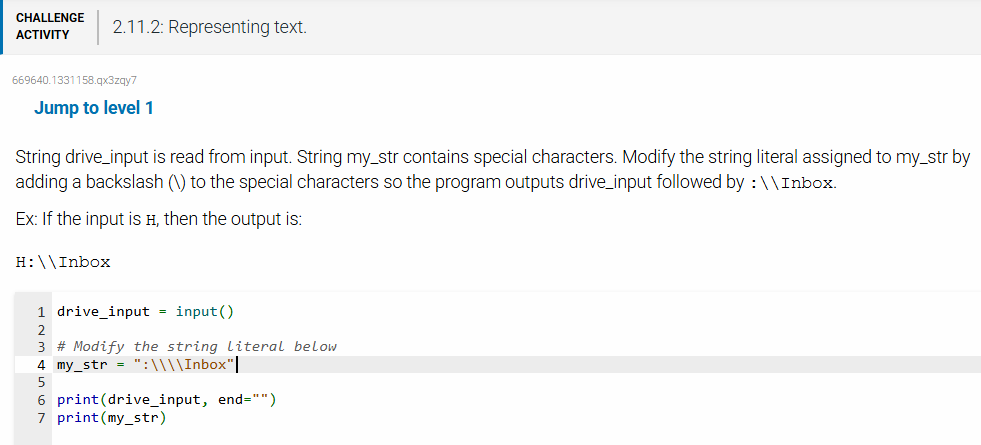 CHALLENGE
ACTIVITY
2.11.2: Representing text.
669640.1331158.qx3zqy7
Jump to level 1
String drive_input is read from input. String my_str contains special characters. Modify the string literal assigned to my_str by
adding a backslash (\) to the special characters so the program outputs drive_input followed by :\\Inbox.
Ex: If the input is H, then the output is:
H:\\Inbox
1 drive_input = input()
2
3 # Modify the string literal below
4 my_str = ":\\\\Inbox"
5
6 print(drive_input, end="")
7 print(my_str)